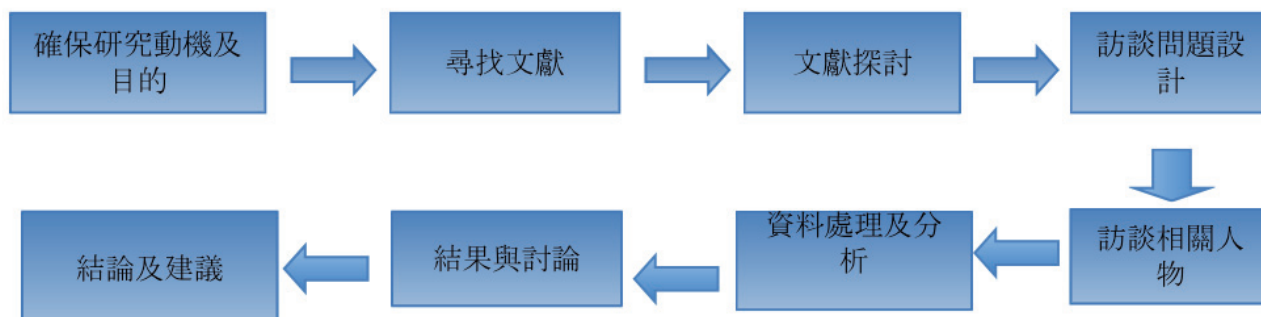 確保研究動機及
目的
尋找文獻
文獻探討
訪談問題設
計
訪談相關人
物
資料處理及分
析
結果與討論
結論及建議